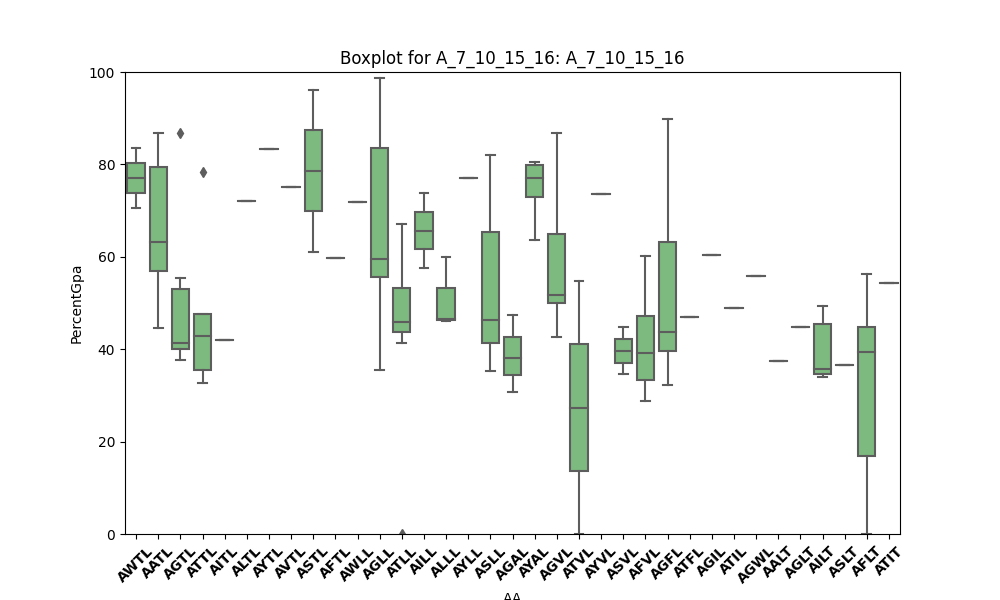 Boxplot for A_7_10_15_16: A_7_10_15_16
PercentGpa
100
80
60
40
20
0
AWTL AATL AGTL ATTL AITL ALTL AYTL AVTL ASTL AFTL AWLL AGLL ATLL AILL ALLL AYLL ASLL AGAL AYAL AGVL ATVL AYVL ASVL AFVL AGFL ATFL AGIL ATIL AGWL AALT AGLT AILT ASLT AFLT ATIT
AA